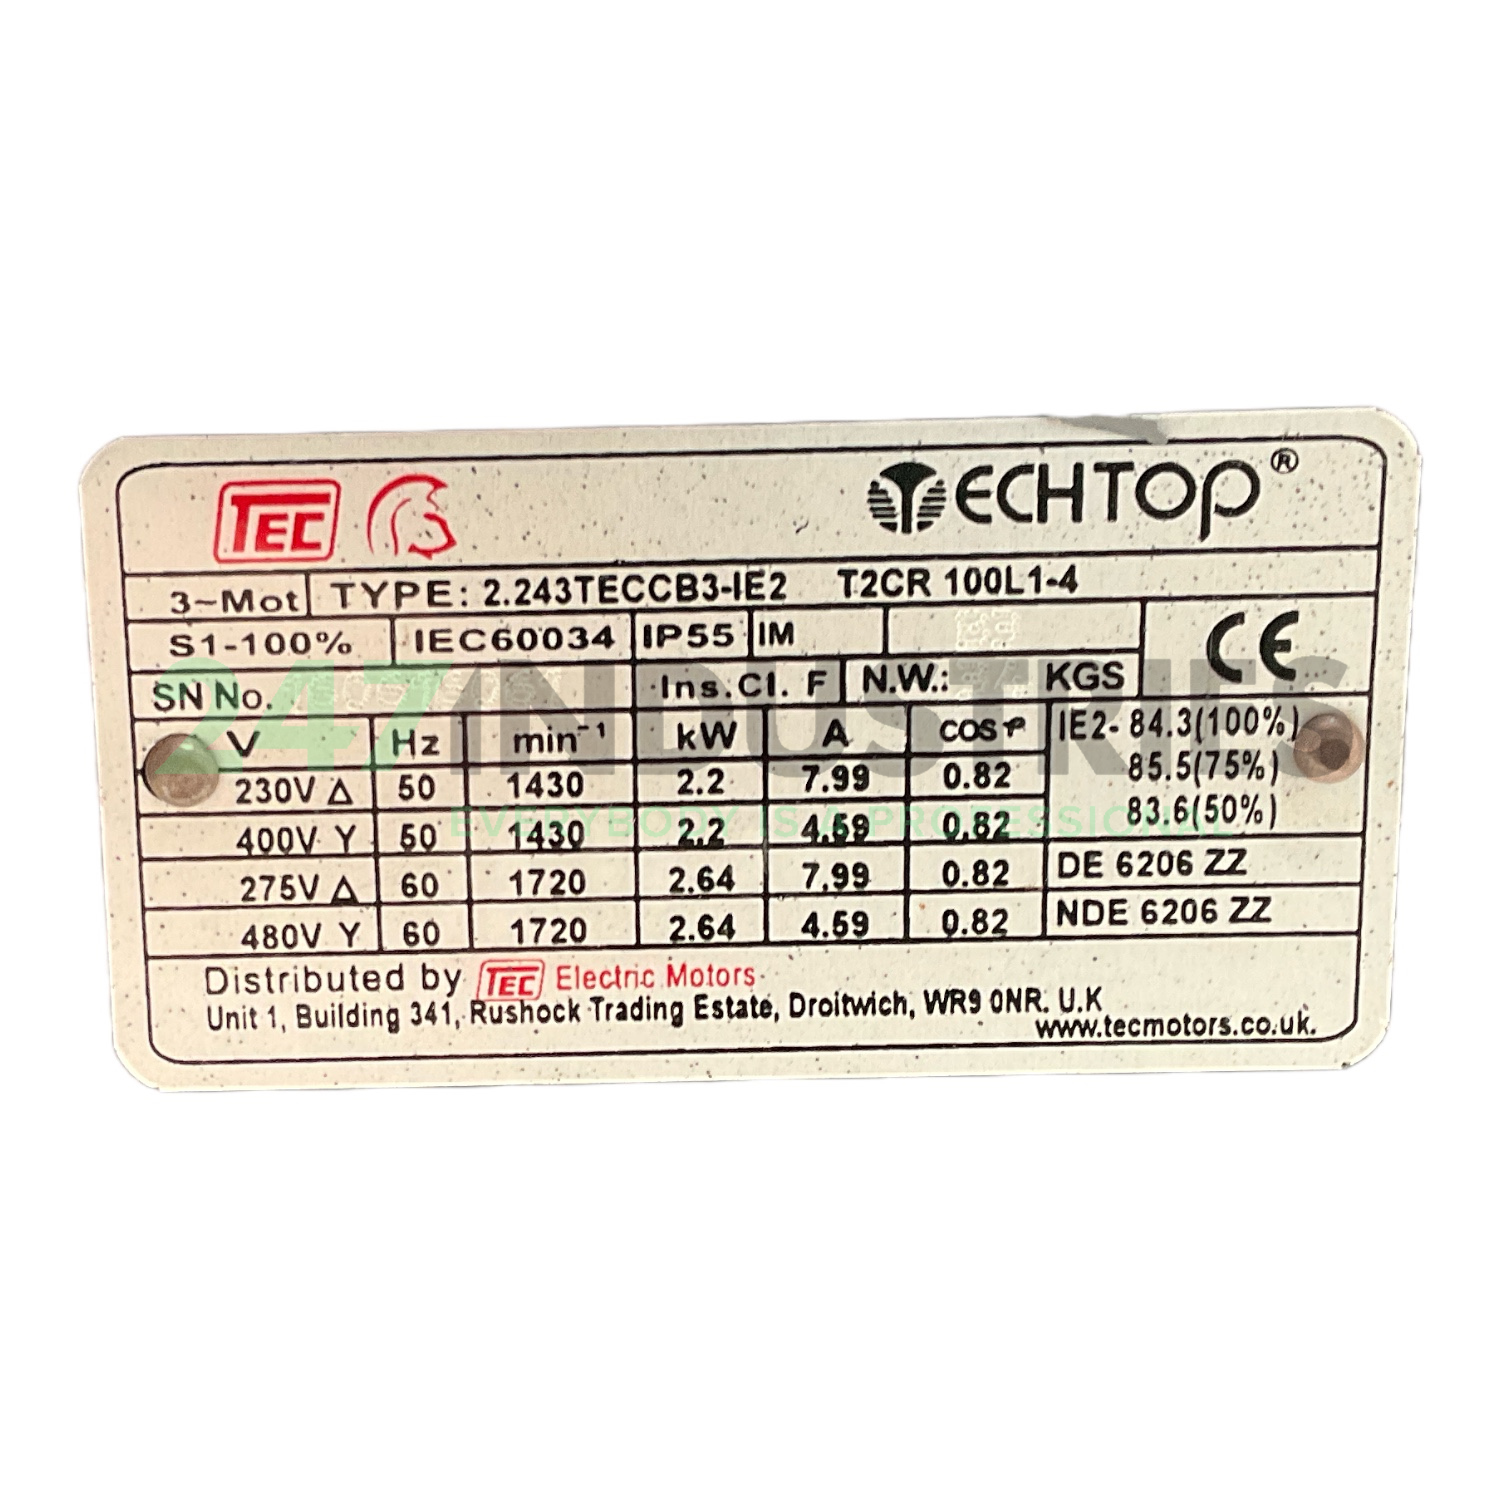 TEC TECHTOP®
3~Mot TYPE: 2.243TECCB3-IE2 T2CR 100L1-4
S1-100% IEC60034 IP55 IM CE
SN No. Ins.Cl. F N.W.: KGS
V Hz min⁻¹ kW A COSφ IE2- 84.3(100%)
230V Δ 50 1430 2.2 7.99 0.82 85.5(75%)
83.6(50%)
400V Y 50 1430 2.2 4.59 0.82
275V Δ 60 1720 2.64 7.99 0.82 DE 6206 ZZ
480V Y 60 1720 2.64 4.59 0.82 NDE 6206 ZZ
Distributed by TEC Electric Motors
Unit 1, Building 341, Rushock Trading Estate, Droitwich, WR9 0NR. U.K
www.tecmotors.co.uk.
247INDUSTRIES
EVERYBODY IS A PROFESSIONAL